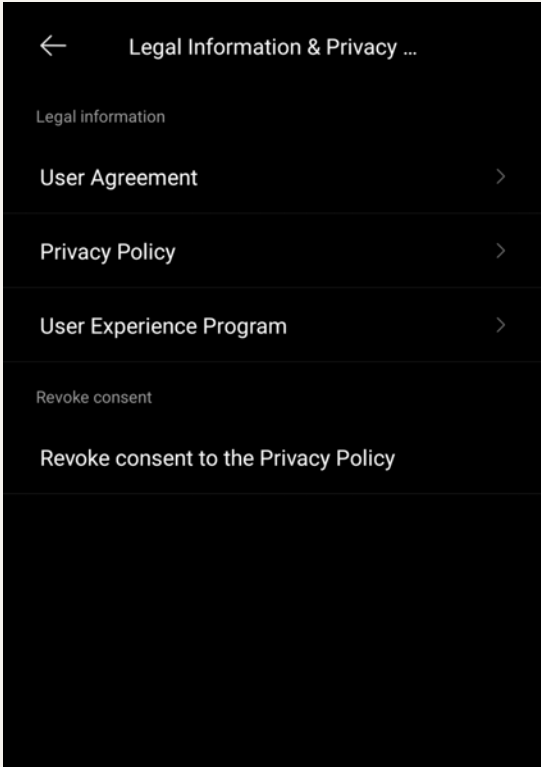 Legal Information & Privacy ...
Legal information
User Agreement
Privacy Policy
User Experience Program
Revoke consent
Revoke consent to the Privacy Policy